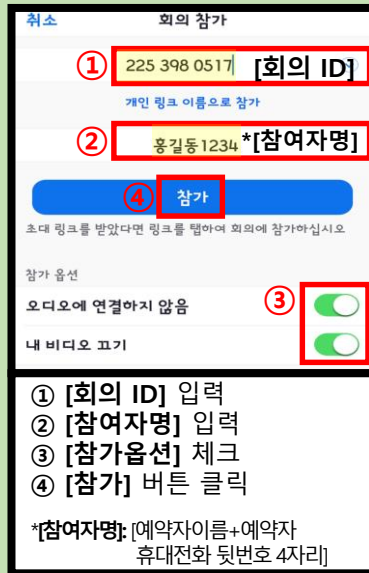 취소 회의 참가
① 225 398 0517 [회의 ID]
개인 링크 이름으로 참가
② 홍길동1234 *[참여자명]
④ 참가
초대 링크를 받았다면 링크를 탭하여 회의에 참가하십시오
참가 옵션
③
오디오에 연결하지 않음
내 비디오 끄기
① [회의 ID] 입력
② [참여자명] 입력
③ [참가옵션] 체크
④ [참가] 버튼 클릭
*[참여자명]: [예약자이름+예약자
휴대전화 뒷번호 4자리]